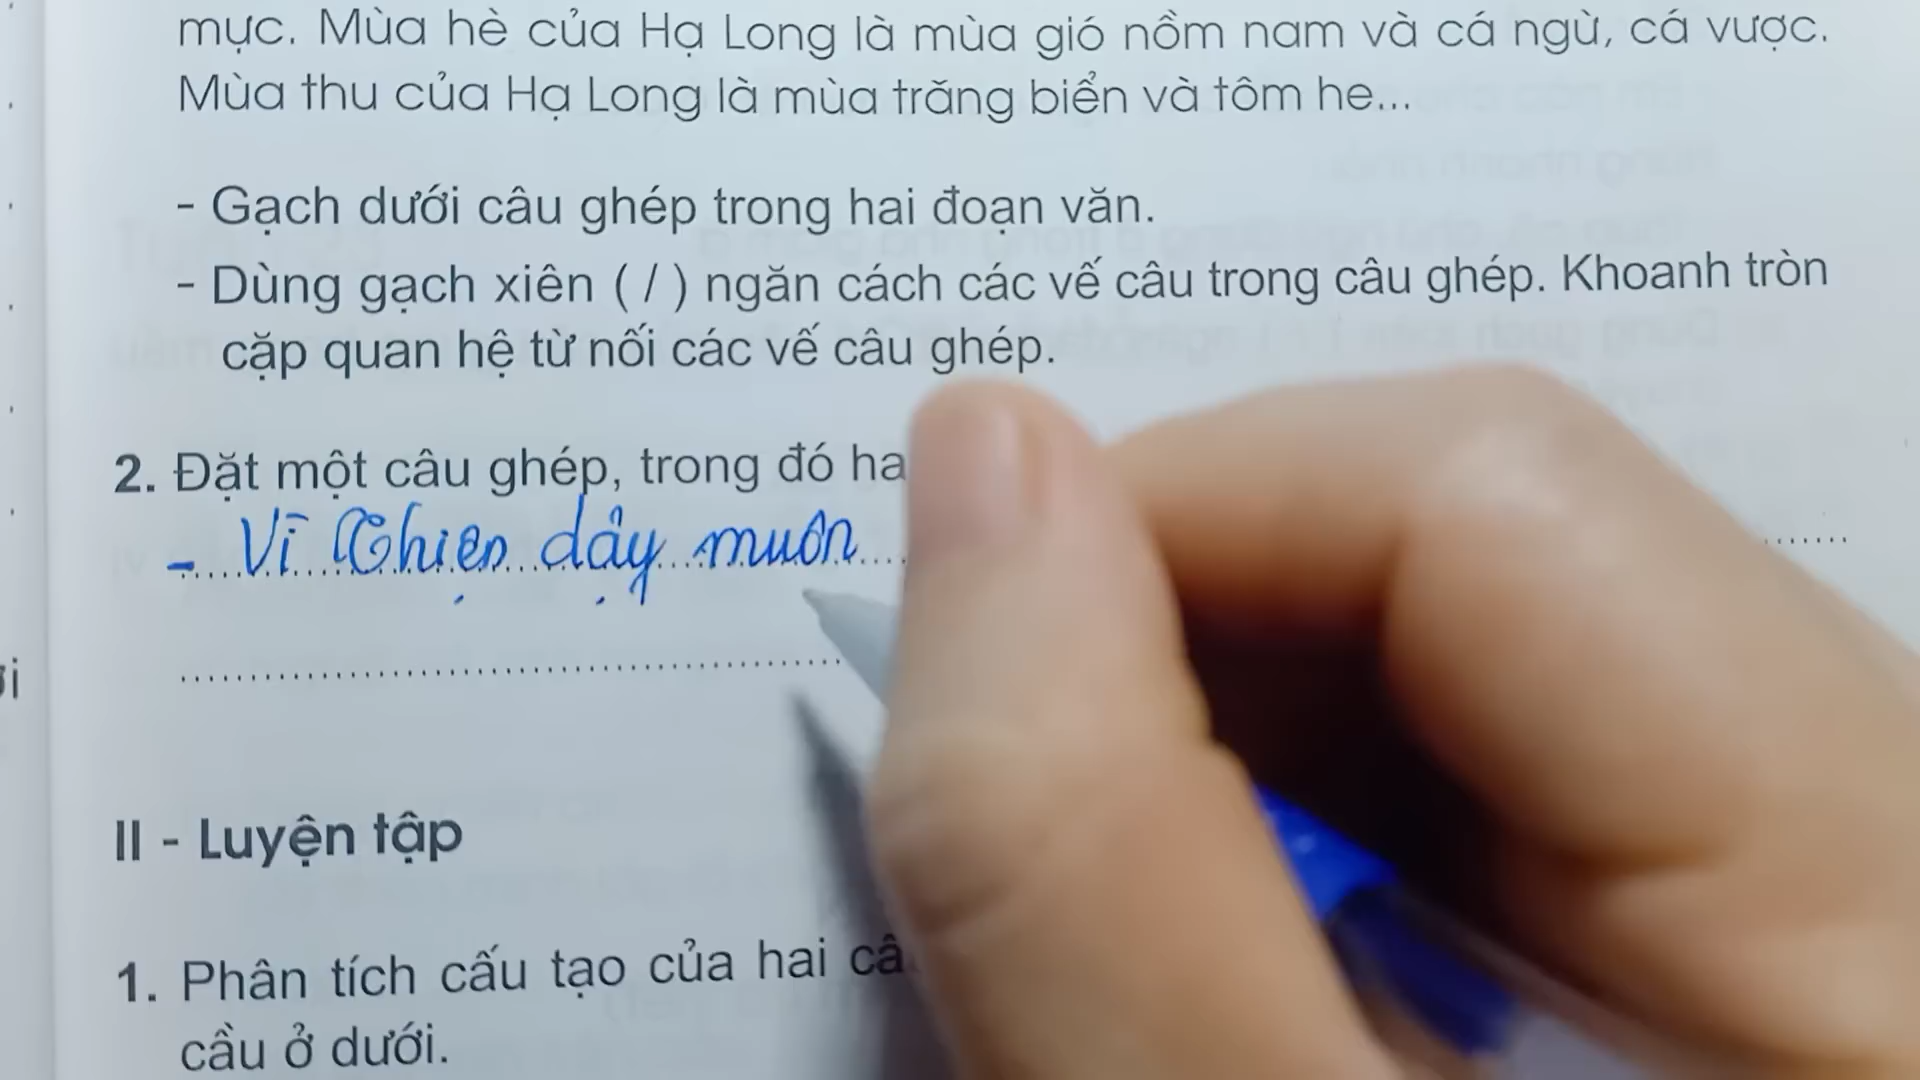 mực. Mùa hè của Hạ Long là mùa gió nồm nam và cá ngừ, cá vược.
Mùa thu của Hạ Long là mùa trăng biển và tôm he...
- Gạch dưới câu ghép trong hai đoạn văn.
- Dùng gạch xiên ( / ) ngăn cách các vế câu trong câu ghép. Khoanh tròn
cặp quan hệ từ nối các vế câu ghép.
2. Đặt một câu ghép, trong đó ha
- Vì Thiện dậy muôn
II - Luyện tập
1. Phân tích cấu tạo của hai câ
cầu ở dưới.